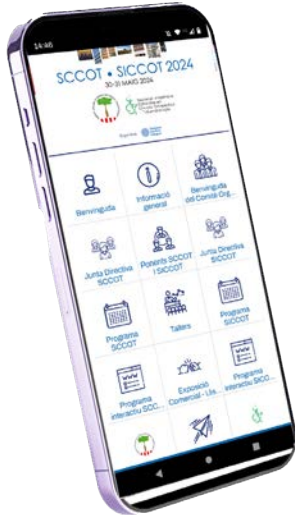 14:46
SCCOT • SICCOT 2024
30-31 MAIG 2024
Benvinguda
Informació
general
Benvinguda
del Comitè Org...
Junta Directiva
SCCOT
Ponents SCCOT
I SICCOT
Junta Directiva
SICCOT
Programa
SCCOT
Tallers
Programa
SICCOT
Programa
interactiu SCC...
Exposició
Comercial - Lla...
Programa
interactiu SICO...